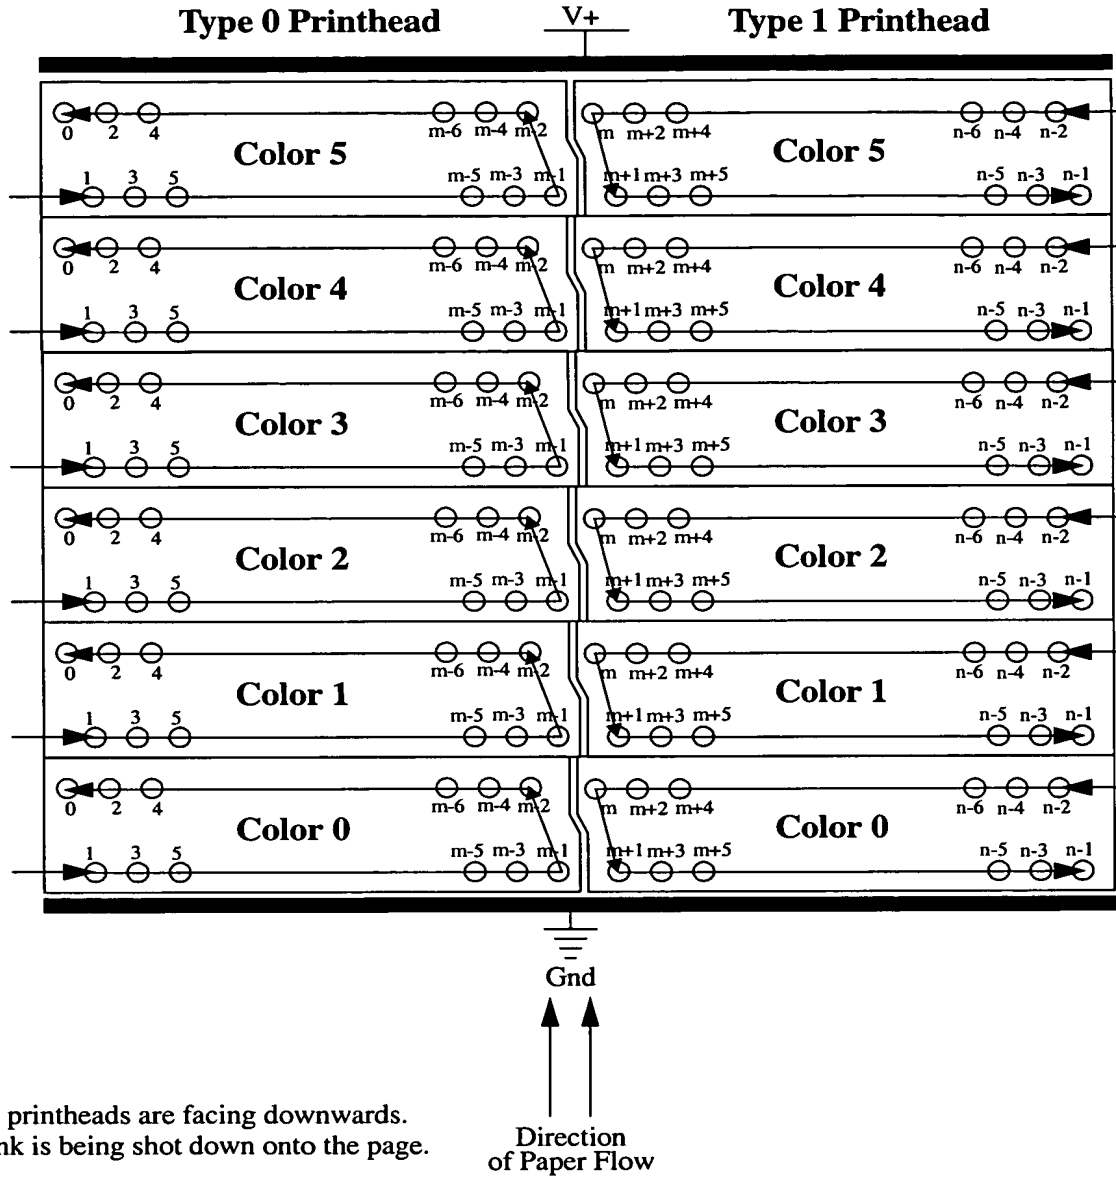 Type 0 Printhead V+ Type 1 Printhead
0 2 4 m-6 m-4 m-2 m m+2 m+4 n-6 n-4 n-2
Color 5 Color 5
1 3 5 m-5 m-3 m-1 m+1 m+3 m+5 n-5 n-3 n-1
0 2 4 m-6 m-4 m-2 m m+2 m+4 n-6 n-4 n-2
Color 4 Color 4
1 3 5 m-5 m-3 m-1 m+1 m+3 m+5 n-5 n-3 n-1
0 2 4 m-6 m-4 m-2 m m+2 m+4 n-6 n-4 n-2
Color 3 Color 3
1 3 5 m-5 m-3 m-1 m+1 m+3 m+5 n-5 n-3 n-1
0 2 4 m-6 m-4 m-2 m m+2 m+4 n-6 n-4 n-2
Color 2 Color 2
1 3 5 m-5 m-3 m-1 m+1 m+3 m+5 n-5 n-3 n-1
0 2 4 m-6 m-4 m-2 m m+2 m+4 n-6 n-4 n-2
Color 1 Color 1
1 3 5 m-5 m-3 m-1 m+1 m+3 m+5 n-5 n-3 n-1
0 2 4 m-6 m-4 m-2 m m+2 m+4 n-6 n-4 n-2
Color 0 Color 0
1 3 5 m-5 m-3 m-1 m+1 m+3 m+5 n-5 n-3 n-1
Gnd
printheads are facing downwards.
nk is being shot down onto the page.
Direction
of Paper Flow